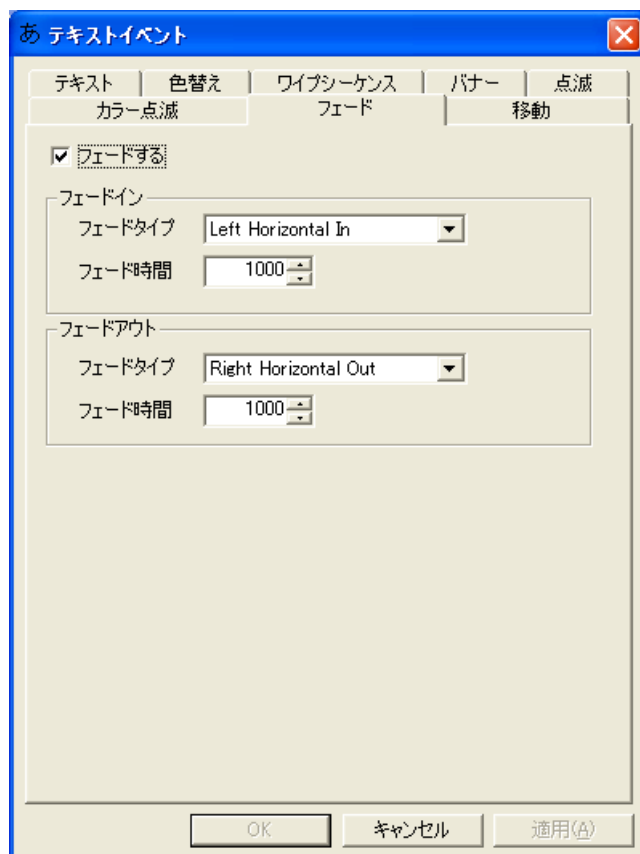 あ テキストイベント
テキスト 色替え ワイプシーケンス バナー 点滅
カラー点滅 フェード 移動
フェードする
フェードイン
フェードタイプ Left Horizontal In
フェード時間 1000
フェードアウト
フェードタイプ Right Horizontal Out
フェード時間 1000
OK キャンセル 適用(A)